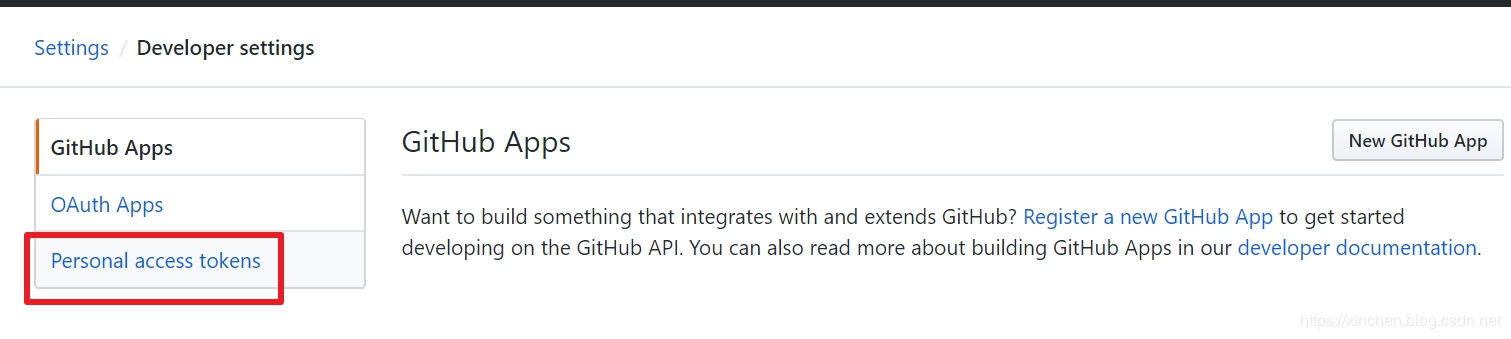 Settings / Developer settings
GitHub Apps
OAuth Apps
Personal access tokens
GitHub Apps
New GitHub App
Want to build something that integrates with and extends GitHub? Register a new GitHub App to get started
developing on the GitHub API. You can also read more about building GitHub Apps in our developer documentation.
https://xinchen.blog.csdn.net